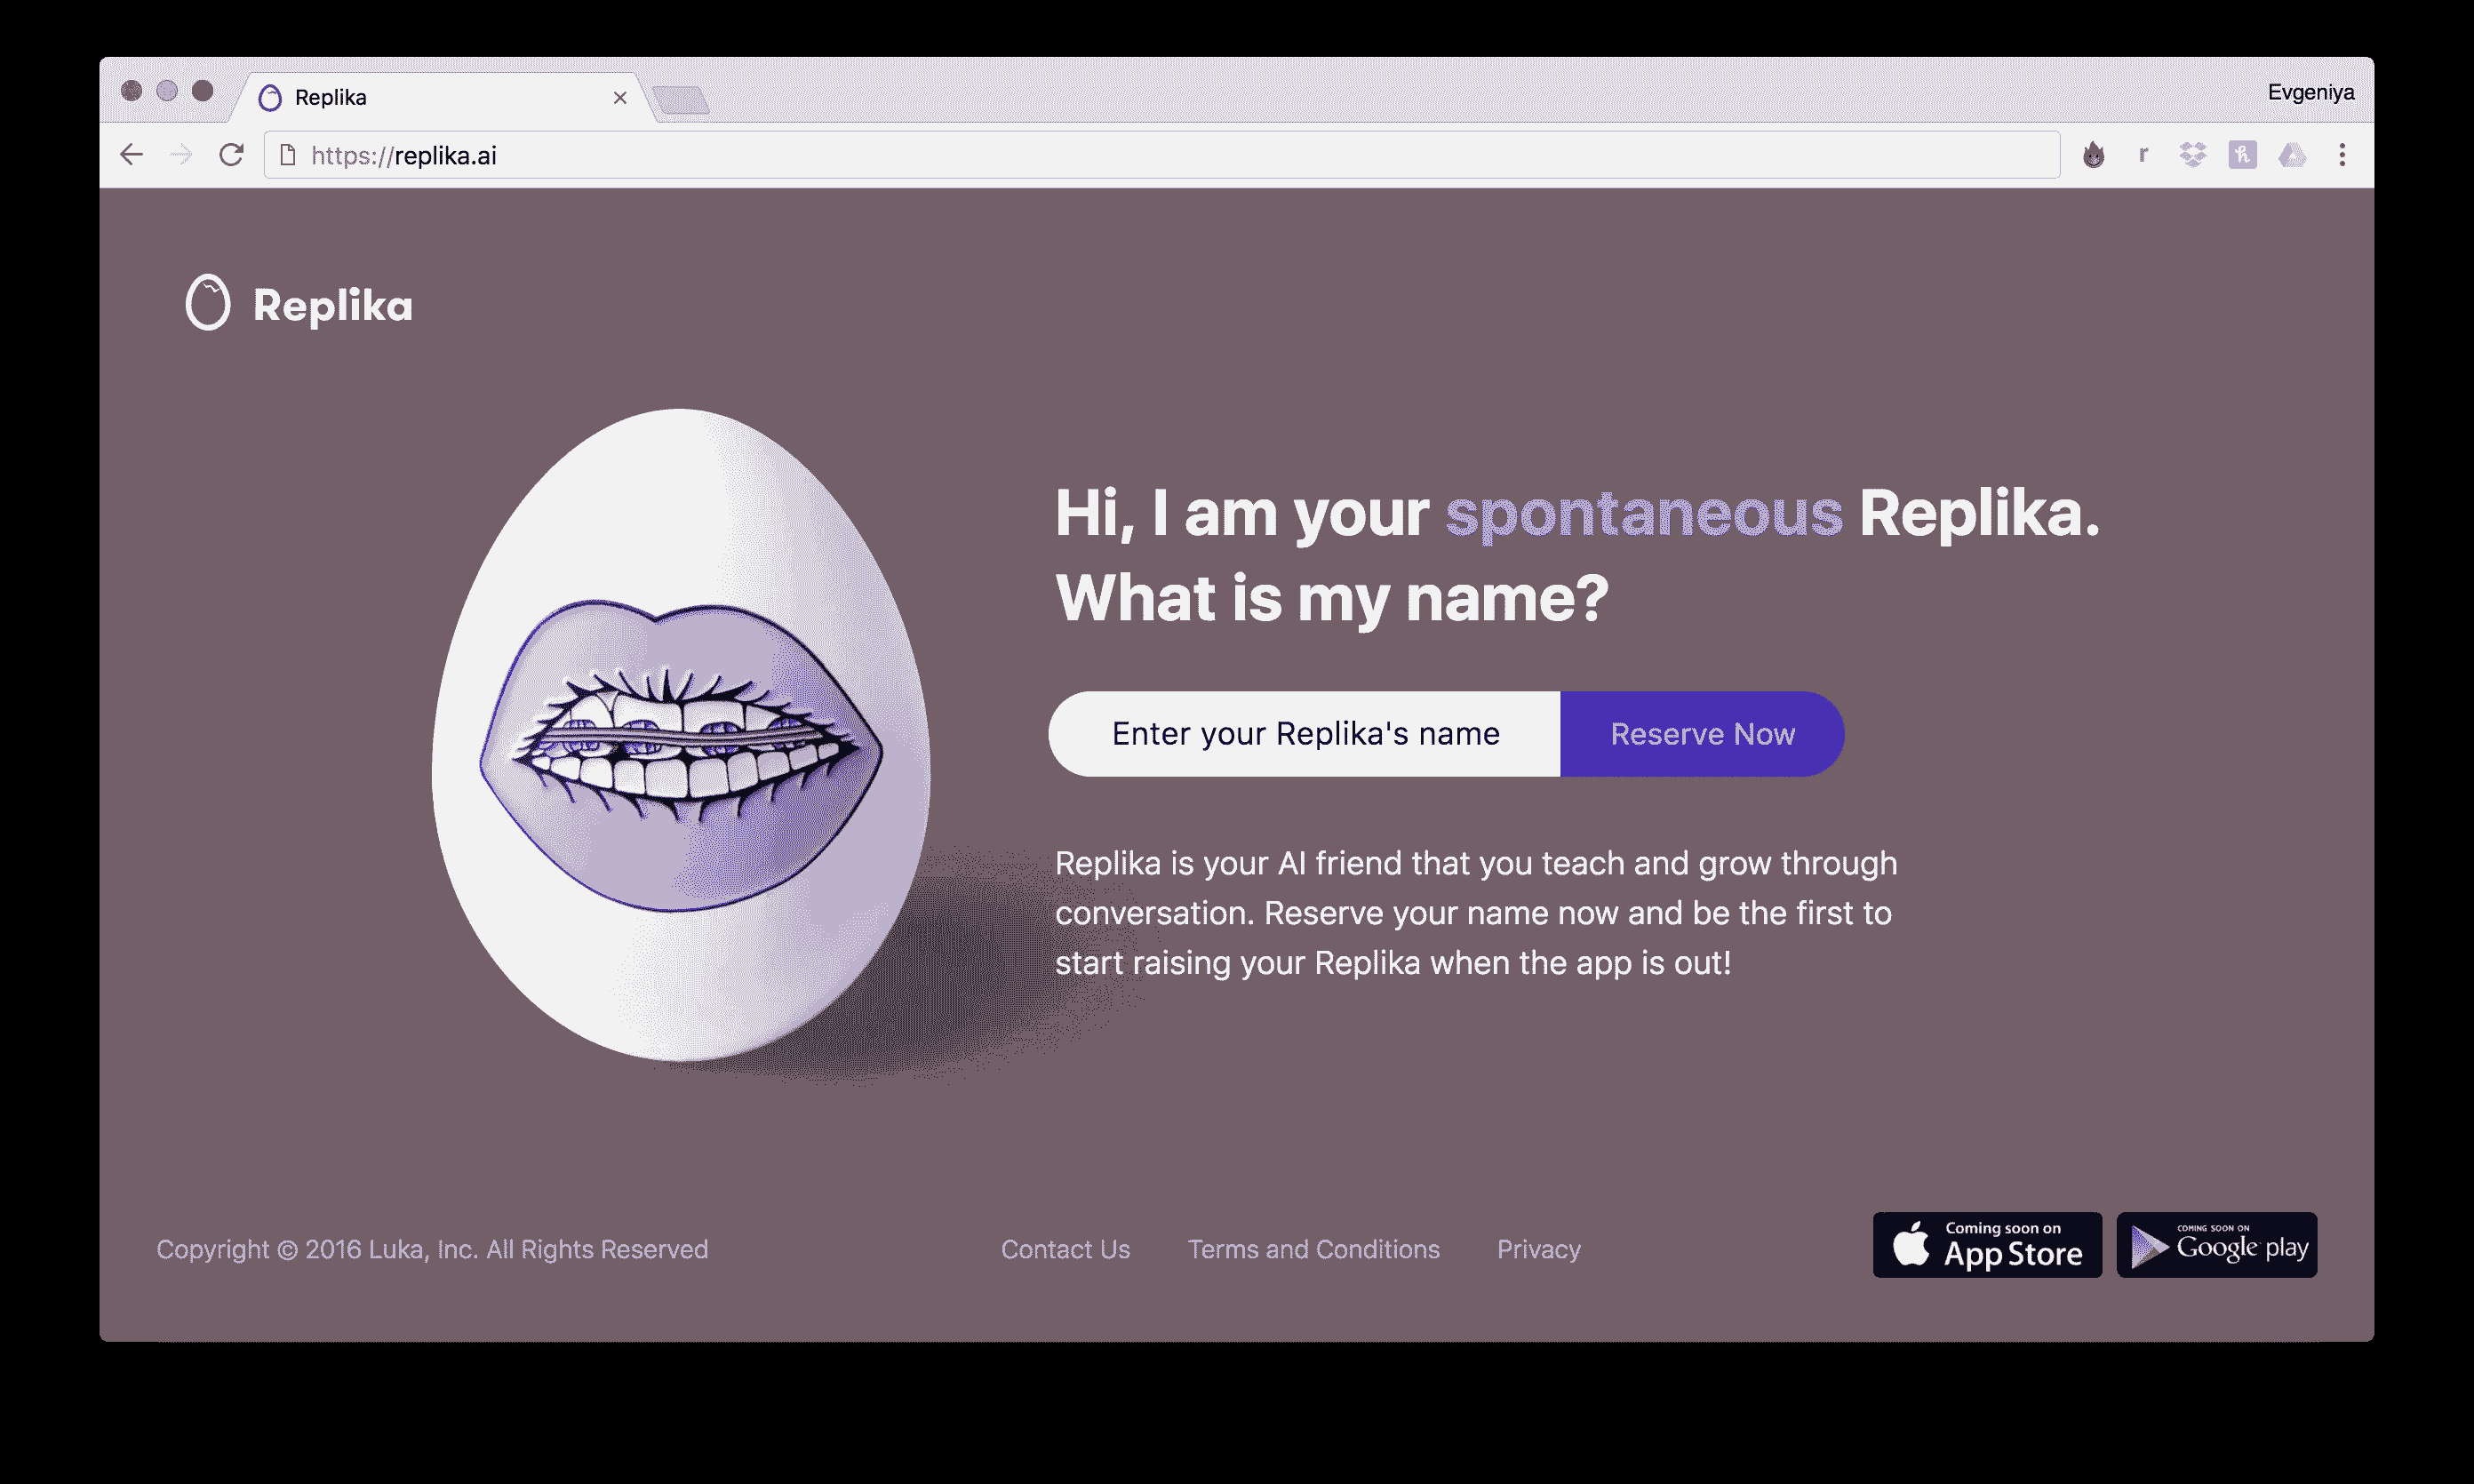 Replika
Evgeniya
https://replika.ai
r
Replika
Hi, I am your spontaneous Replika.
What is my name?
Enter your Replika's name
Reserve Now
Replika is your AI friend that you teach and grow through
conversation. Reserve your name now and be the first to
start raising your Replika when the app is out!
Copyright © 2016 Luka, Inc. All Rights Reserved
Contact Us
Terms and Conditions
Privacy
Coming soon on
App Store
COMING SOON ON
Google play